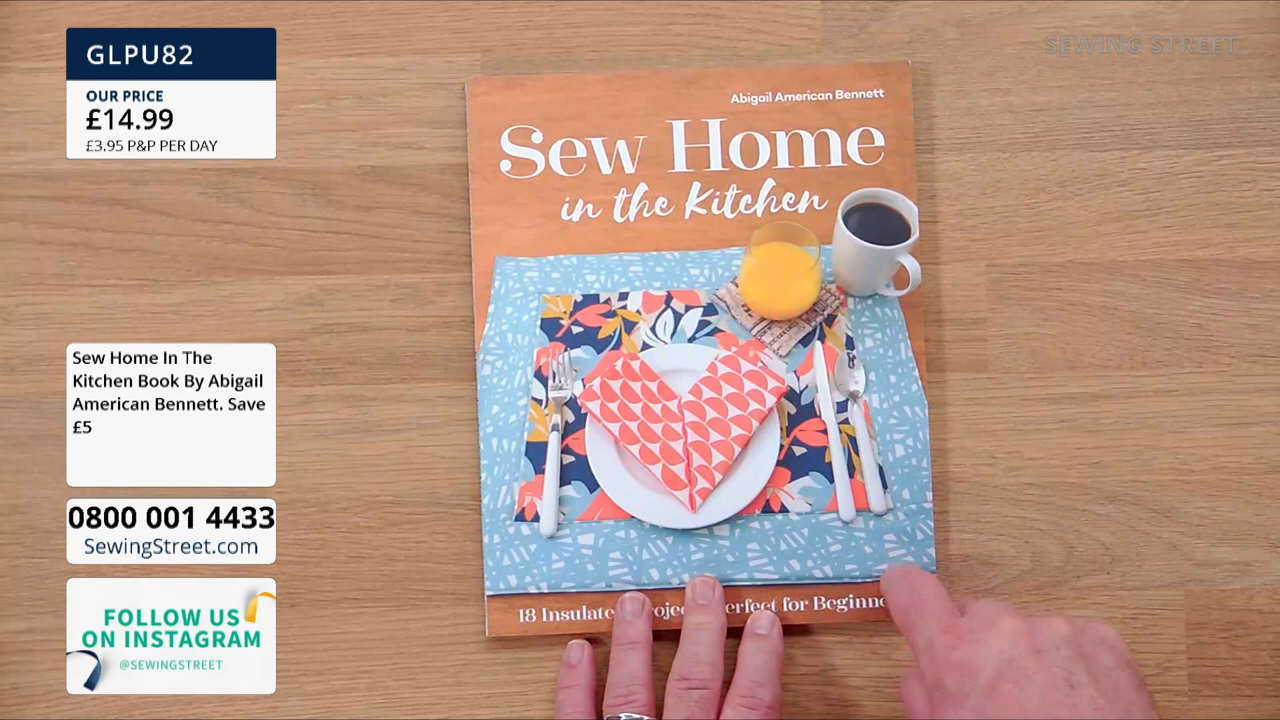 GLPU82
OUR PRICE
£14.99
£3.95 P&P PER DAY
Sew Home In The
Kitchen Book By Abigail
American Bennett. Save
£5
0800 001 4433
SewingStreet.com
FOLLOW US
ON INSTAGRAM
@SEWINGSTREET
SEWING STREET
Abigail American Bennett
Sew Home
in the Kitchen
18 for